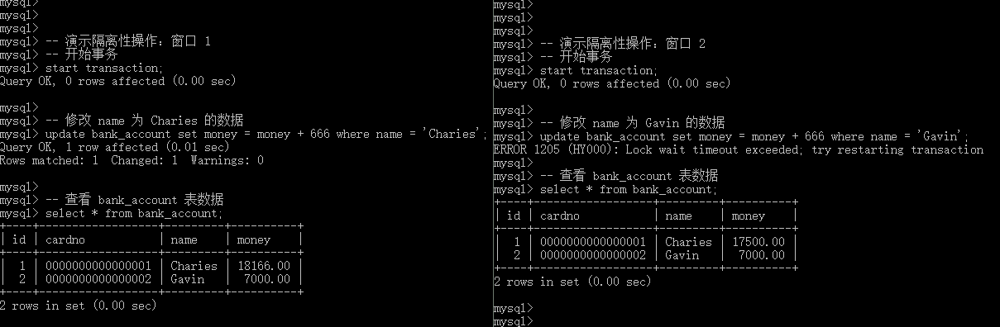 mysql>
mysql>
mysql>
mysql> -- 演示隔离性操作：窗口 1
mysql> -- 开始事务
mysql> start transaction;
Query OK, 0 rows affected (0.00 sec)
mysql>
mysql> -- 修改 name 为 Charies 的数据
mysql> update bank_account set money = money + 666 where name = 'Charies';
Query OK, 1 row affected (0.01 sec)
Rows matched: 1  Changed: 1  Warnings: 0
mysql>
mysql> -- 查看 bank_account 表数据
mysql> select * from bank_account;
+----+------------------+---------+----------+
| id | cardno           | name    | money    |
+----+------------------+---------+----------+
|  1 | 0000000000000001 | Charies | 18166.00 |
|  2 | 0000000000000002 | Gavin   |  7000.00 |
+----+------------------+---------+----------+
2 rows in set (0.00 sec)
mysql>
mysql>
mysql>
mysql> -- 演示隔离性操作：窗口 2
mysql> -- 开始事务
mysql> start transaction;
Query OK, 0 rows affected (0.00 sec)
mysql>
mysql> -- 修改 name 为 Gavin 的数据
mysql> update bank_account set money = money + 666 where name = 'Gavin';
ERROR 1205 (HY000): Lock wait timeout exceeded; try restarting transaction
mysql>
mysql> -- 查看 bank_account 表数据
mysql> select * from bank_account;
+----+------------------+---------+----------+
| id | cardno           | name    | money    |
+----+------------------+---------+----------+
|  1 | 0000000000000001 | Charies | 17500.00 |
|  2 | 0000000000000002 | Gavin   |  7000.00 |
+----+------------------+---------+----------+
2 rows in set (0.00 sec)
mysql>
mysql>